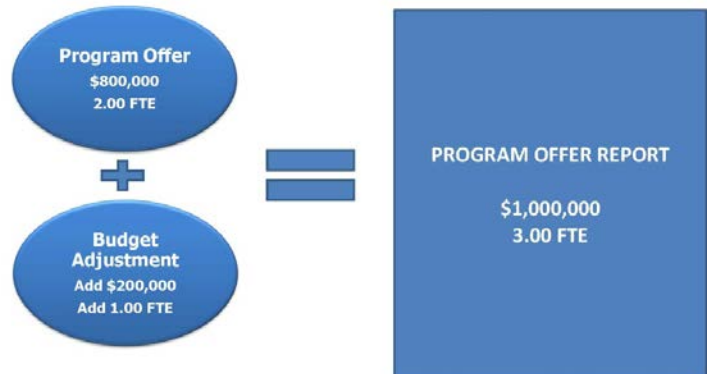 Program Offer
$800,000
2.00 FTE
Budget
Adjustment
Add $200,000
Add 1.00 FTE
PROGRAM OFFER REPORT
$1,000,000
3.00 FTE